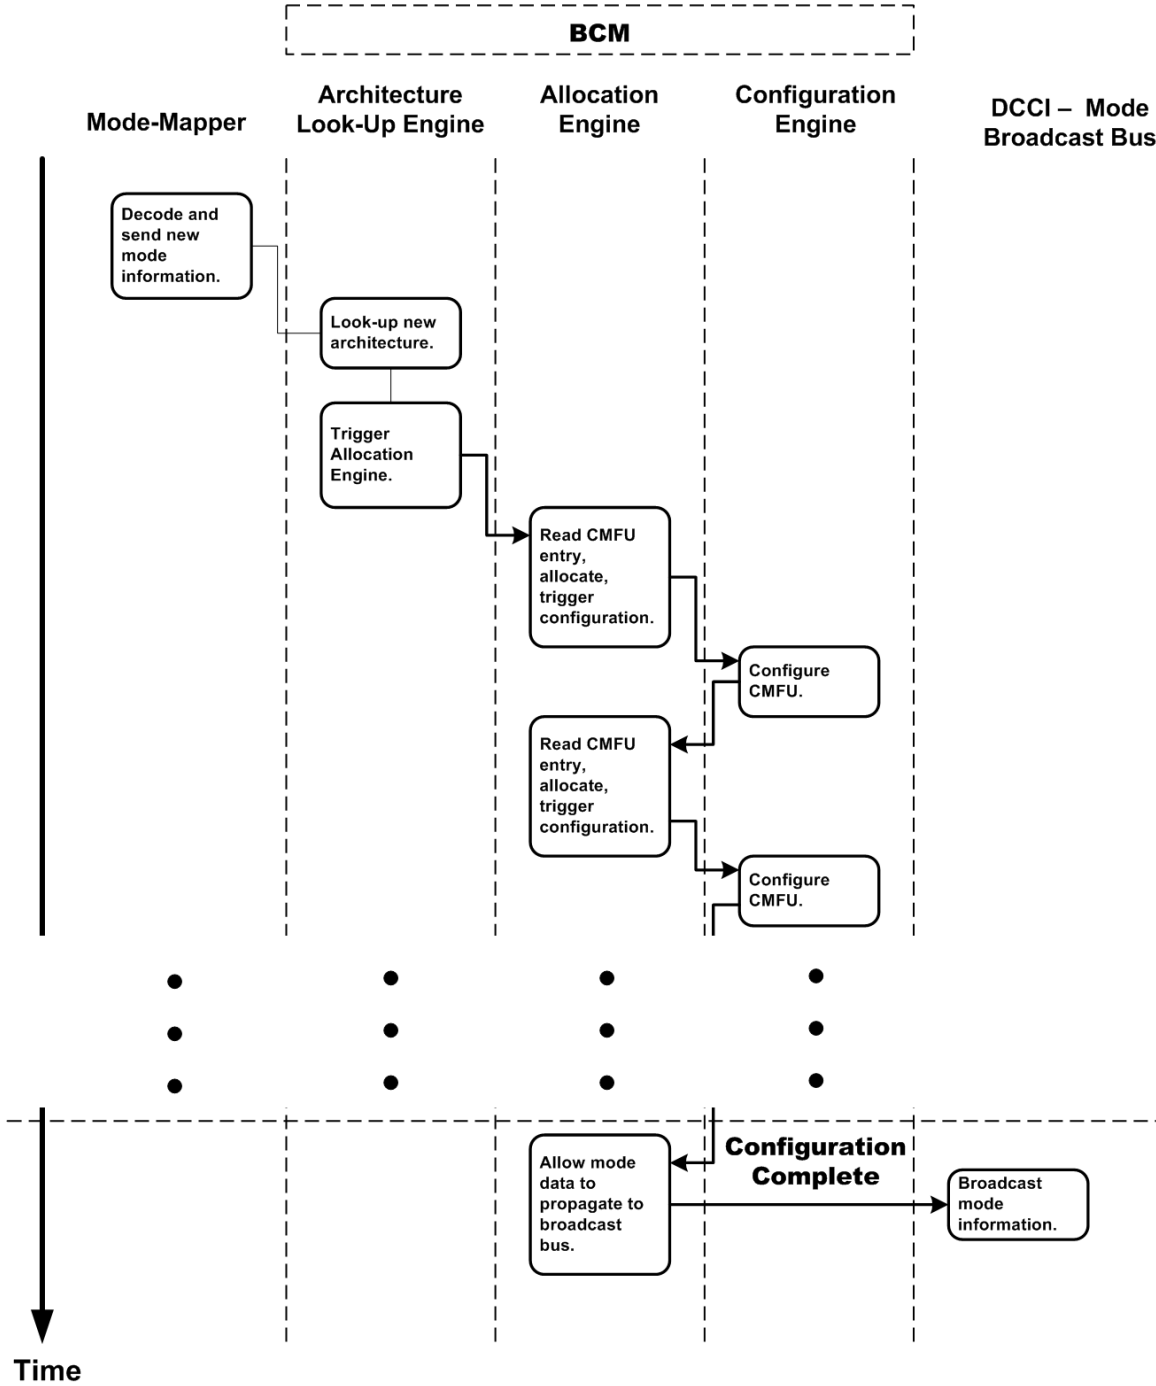 BCM
Mode-Mapper
Architecture
Look-Up Engine
Allocation
Engine
Configuration
Engine
DCCI – Mode
Broadcast Bus
Decode and
send new
mode
information.
Look-up new
architecture.
Trigger
Allocation
Engine.
Read CMFU
entry,
allocate,
trigger
configuration.
Configure
CMFU.
Read CMFU
entry,
allocate,
trigger
configuration.
Configure
CMFU.
Configuration
Complete
Allow mode
data to
propagate to
broadcast
bus.
Broadcast
mode
information.
Time